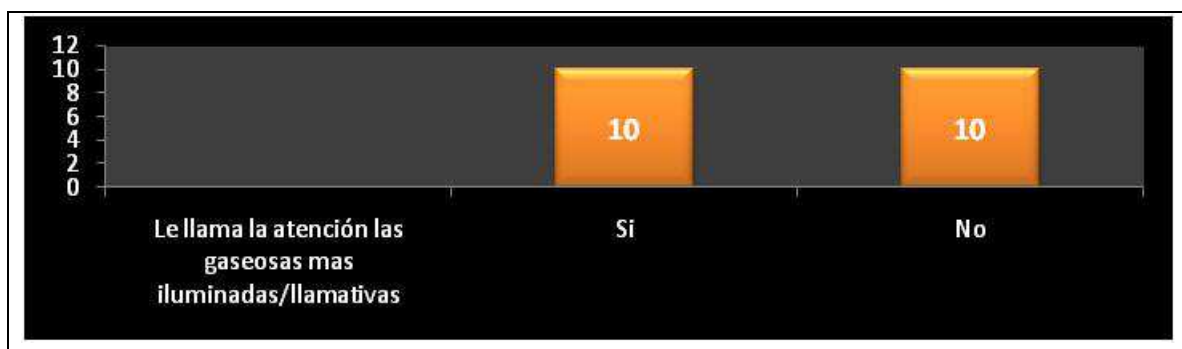 12
10
8
6
4
2
0
10
10
Le llama la atención las
gaseosas mas
iluminadas/llamativas
Si
No